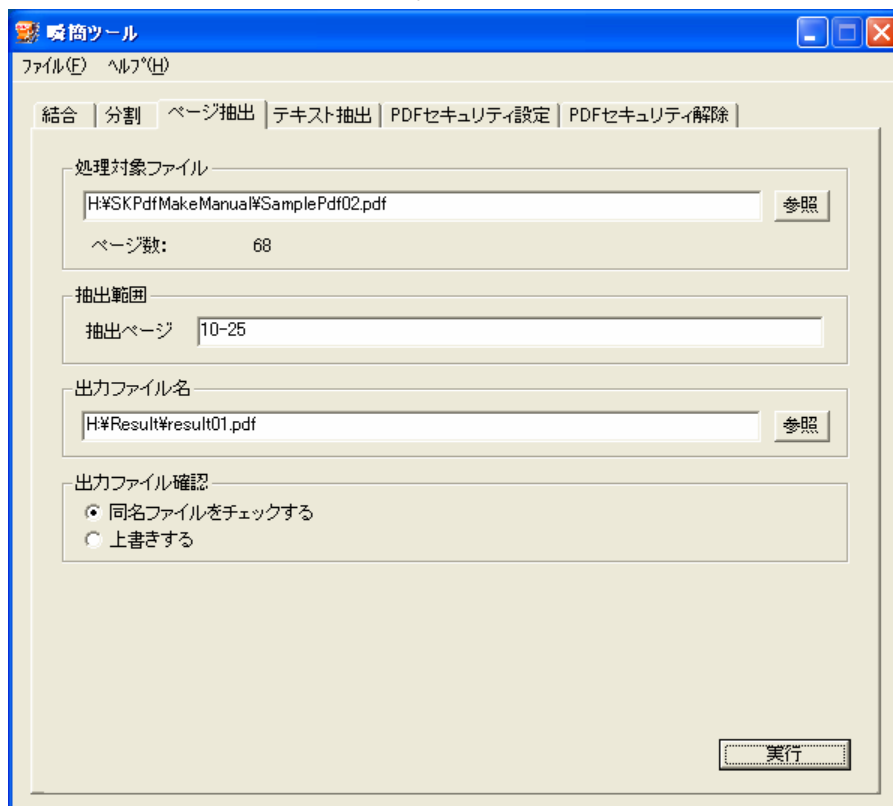 瞬簡ツール
ファイル(F) ヘルプ(H)
結合 分割 ページ抽出 テキスト抽出 PDFセキュリティ設定 PDFセキュリティ解除
処理対象ファイル
H:¥SKPdfMakeManual¥SamplePdf02.pdf 参照
ページ数: 68
抽出範囲
抽出ページ 10-25
出力ファイル名
H:¥Result¥result01.pdf 参照
出力ファイル確認
同名ファイルをチェックする
上書きする
実行